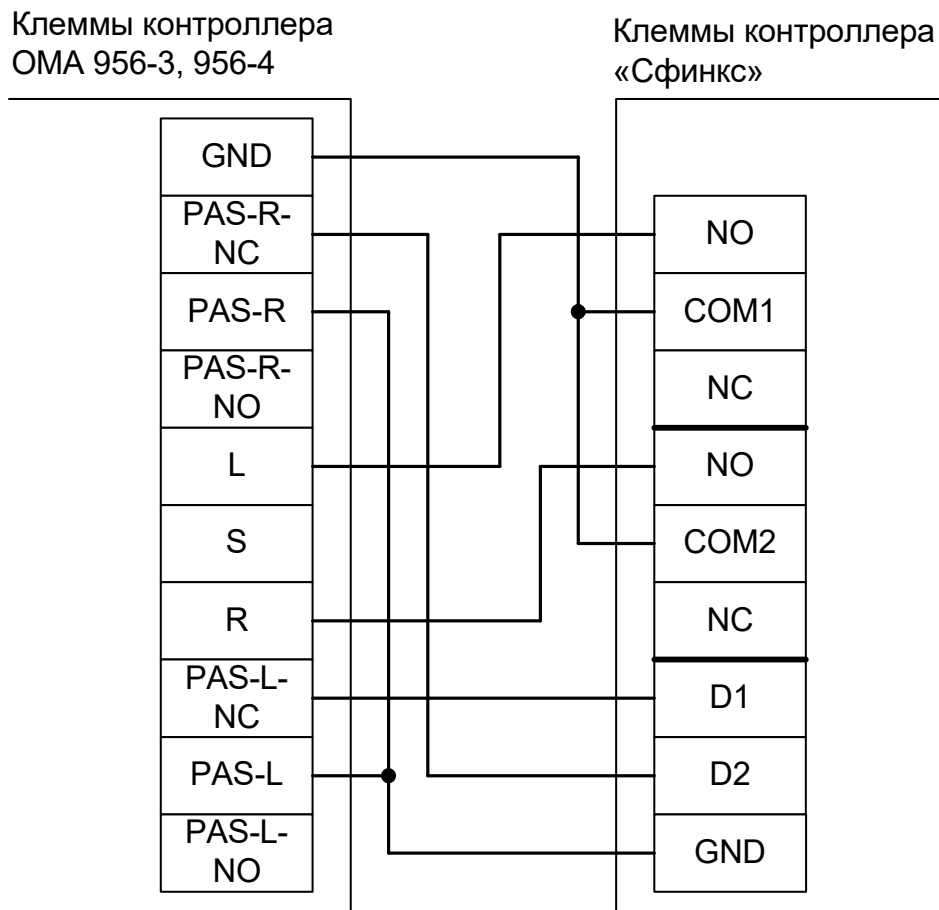 Клеммы контроллера
ОМА 956-3, 956-4
Клеммы контроллера
«Сфинкс»
GND
PAS-R-
NC
PAS-R
PAS-R-
NO
L
S
R
PAS-L-
NC
PAS-L
PAS-L-
NO
NO
COM1
NC
NO
COM2
NC
D1
D2
GND